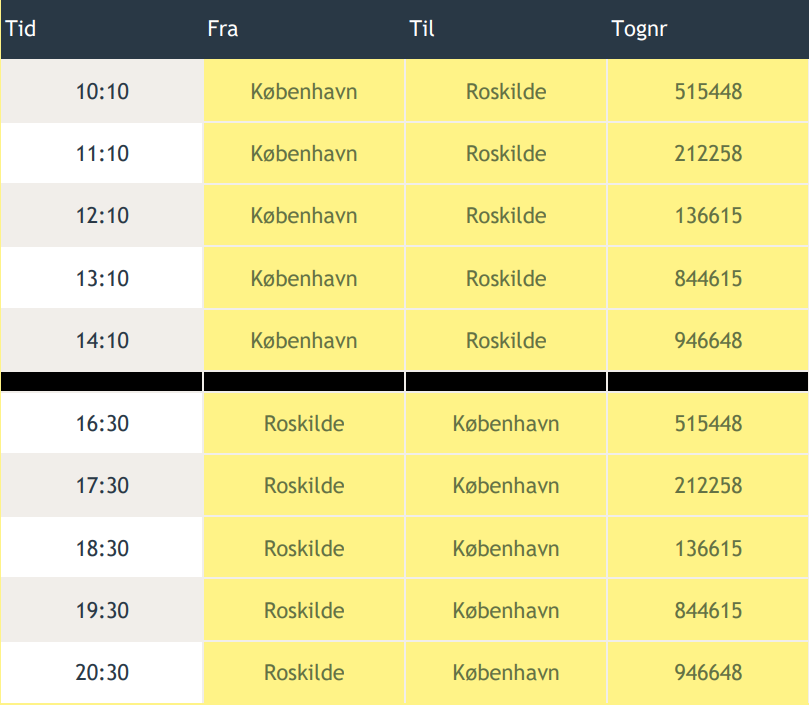 Tid Fra Til Tognr
10:10 København Roskilde 515448
11:10 København Roskilde 212258
12:10 København Roskilde 136615
13:10 København Roskilde 844615
14:10 København Roskilde 946648
16:30 Roskilde København 515448
17:30 Roskilde København 212258
18:30 Roskilde København 136615
19:30 Roskilde København 844615
20:30 Roskilde København 946648